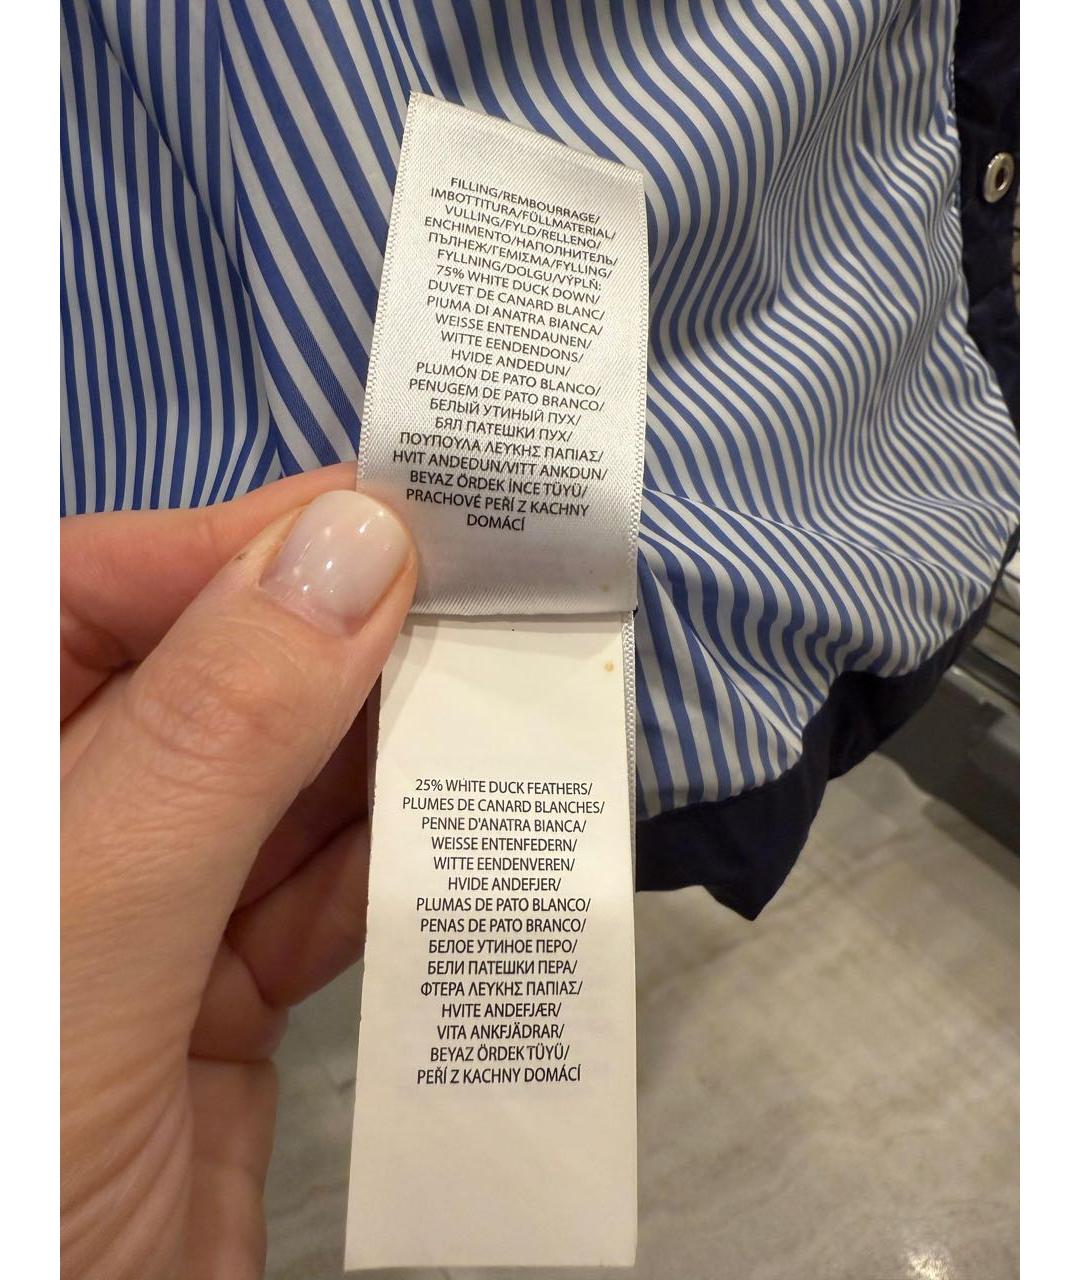 FILLING/REMBOURRAGE/
IMBOTTITURA/FÜLLMATERIAL/
VULLING/FYLD/RELLENO/
ENCHIMENTO/НАПОЛНИТЕЛЬ/
ПЪЛНЕЖ/ΓΕΜΙΣΜΑ/FYLLING/
FYLLNING/DOLGU/VÝPLŇ:
75% WHITE DUCK DOWN/
DUVET DE CANARD BLANC/
PIUMA DI ANATRA BIANCA/
WEISSE ENTENDAUNEN/
WITTE EENDENDONS/
HVIDE ANDEDUN/
PLUMÓN DE PATO BLANCO/
PENUGEM DE PATO BRANCO/
БЕЛЫЙ УТИНЫЙ ПУХ/
БЯЛ ПАТЕШКИ ПУХ/
ΠΟΥΠΟΥΛΑ ΛΕΥΚΗΣ ΠΑΠΙΑΣ/
HVIT ANDEDUN/VITT ANKDUN/
BEYAZ ÖRDEK İNCE TÜYÜ/
PRACHOVÉ PEŘÍ Z KACHNY
DOMÁCÍ
25% WHITE DUCK FEATHERS/
PLUMES DE CANARD BLANCHES/
PENNE D'ANATRA BIANCA/
WEISSE ENTENFEDERN/
WITTE EENDENVEREN/
HVIDE ANDEFJER/
PLUMAS DE PATO BLANCO/
PENAS DE PATO BRANCO/
БЕЛОЕ УТИНОЕ ПЕРО/
БЕЛИ ПАТЕШКИ ПЕРА/
ΦΤΕΡΑ ΛΕΥΚΗΣ ΠΑΠΙΑΣ/
HVITE ANDEFJÆR/
VITA ANKFJÄDRAR/
BEYAZ ÖRDEK TÜYÜ/
PEŘÍ Z KACHNY DOMÁCÍ